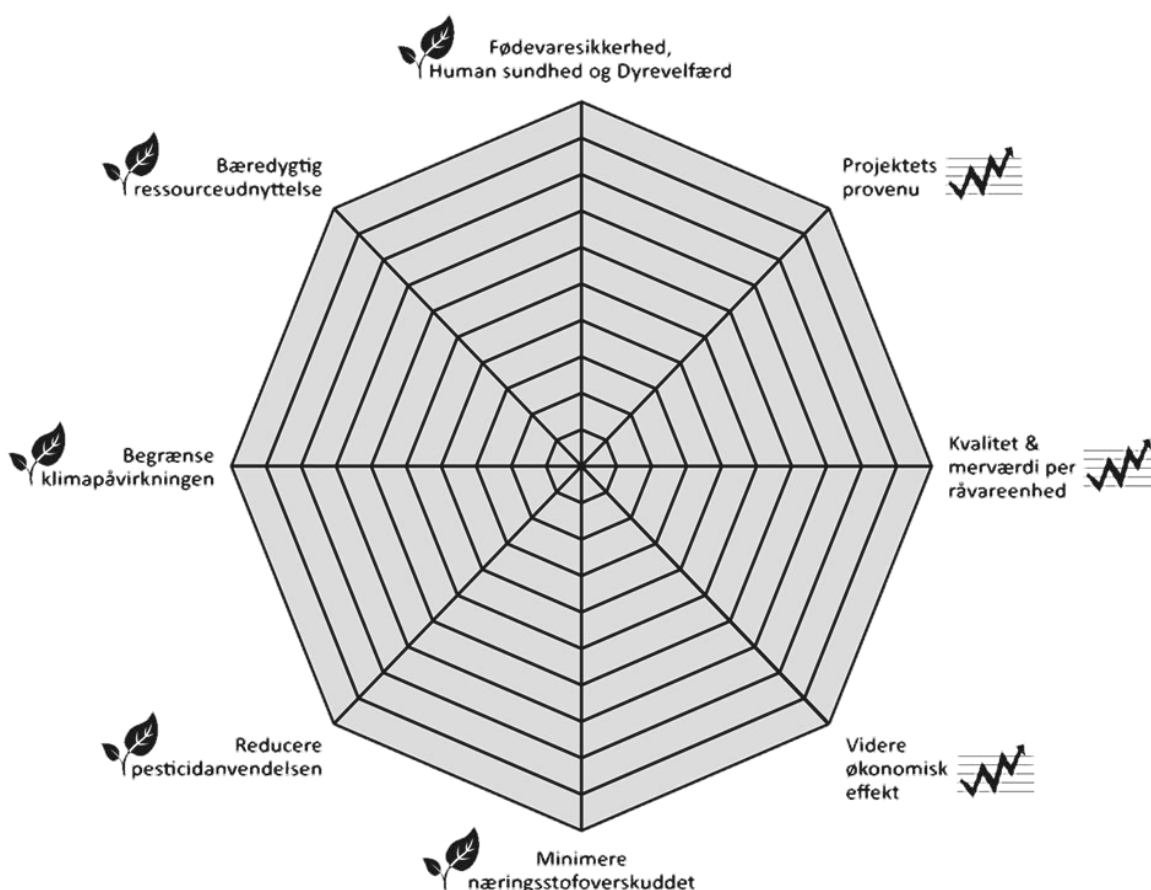 Fødevaresikkerhed,
Human sundhed og Dyrevelfærd
Bæredygtig
ressourceudnyttelse
Projektets
provenu
Begrænse
klimapåvirkningen
Kvalitet &
merværdi per
råvareenhed
Reducere
pesticidanvendelsen
Videre
økonomisk
effekt
Minimere
næringsstofoverskuddet